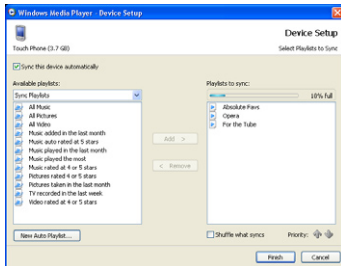 Windows Media Player - Device Setup
Device Setup
Touch Phone (3.7 GB)
Select Playlists to Sync
Sync this device automatically
Available playlists:
Sync Playlists
All Music
All Pictures
All Video
Music added in the last month
Music auto rated at 5 stars
Music played in the last month
Music played the most
Music rated at 4 or 5 stars
Pictures rated 4 or 5 stars
Pictures taken in the last month
TV recorded in the last week
Video rated at 4 or 5 stars
New Auto Playlist...
Add >
< Remove
Playlists to sync:
10% full
Absolute Favs
Opera
For the Tube
Shuffle what syncs
Priority:
Finish
Cancel